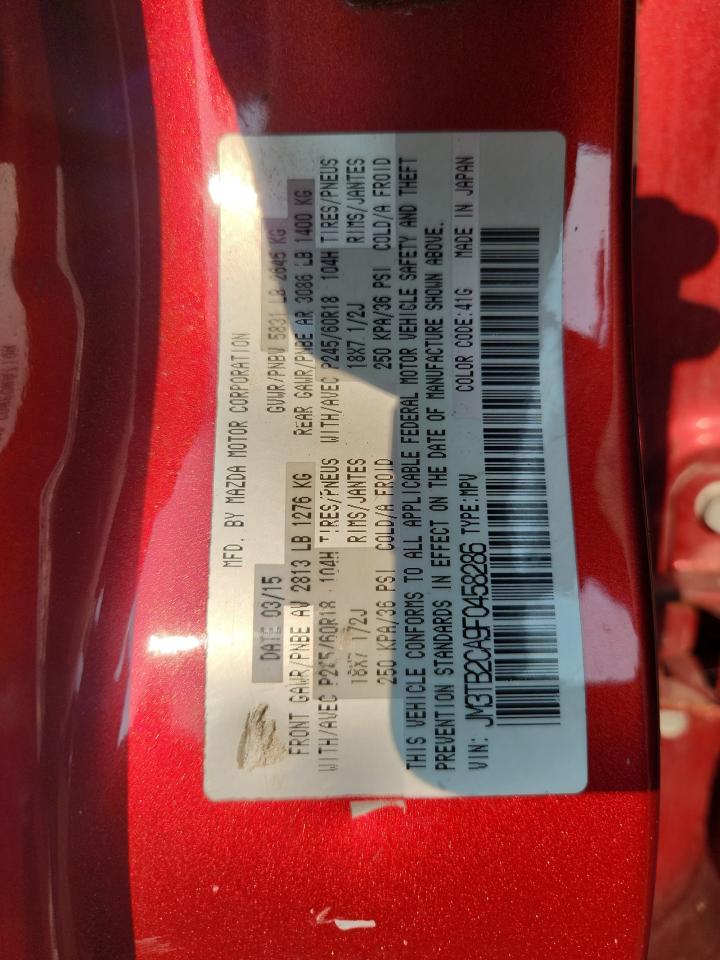 MFD. BY MAZDA MOTOR CORPORATION
DATE 03/15 GVWR/PNBV 5831 LB 2645 KG
FRONT GAWR/PNBE AV 2813 LB 1276 KG REAR GAWR/PNBE AR 3086 LB 1400 KG
WITH/AVEC P245/60R18 104H TIRES/PNEUS WITH/AVEC P245/60R18 104H TIRES/PNEUS
18X7 1/2J RIMS/JANTES 18X7 1/2J RIMS/JANTES
250 KPA/36 PSI COLD/A FROID 250 KPA/36 PSI COLD/A FROID
THIS VEHICLE CONFORMS TO ALL APPLICABLE FEDERAL MOTOR VEHICLE SAFETY AND THEFT
PREVENTION STANDARDS IN EFFECT ON THE DATE OF MANUFACTURE SHOWN ABOVE.
VIN: JM3TB2CA9F0458286 TYPE:MPV COLOR CODE:41G MADE IN JAPAN